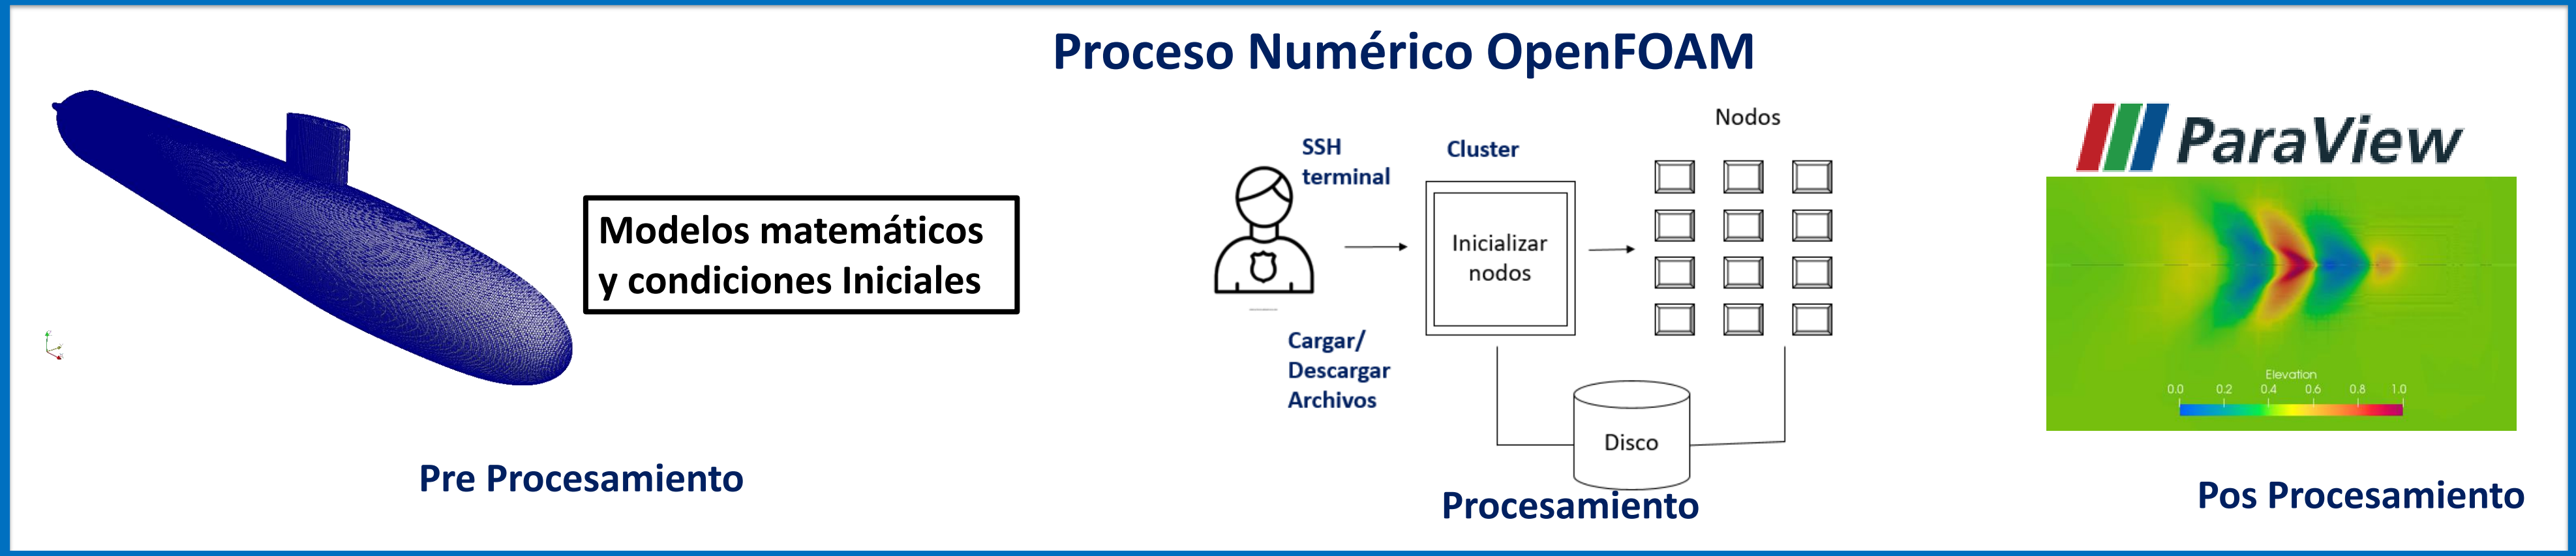 Proceso Numérico OpenFOAM
Modelos matemáticos
y condiciones Iniciales
Pre Procesamiento
SSH
terminal
Cargar/
Descargar
Archivos
Cluster
Inicializar
nodos
Nodos
Disco
Procesamiento
ParaView
Elevation
0.0 0.2 0.4 0.6 0.8 1.0
Pos Procesamiento